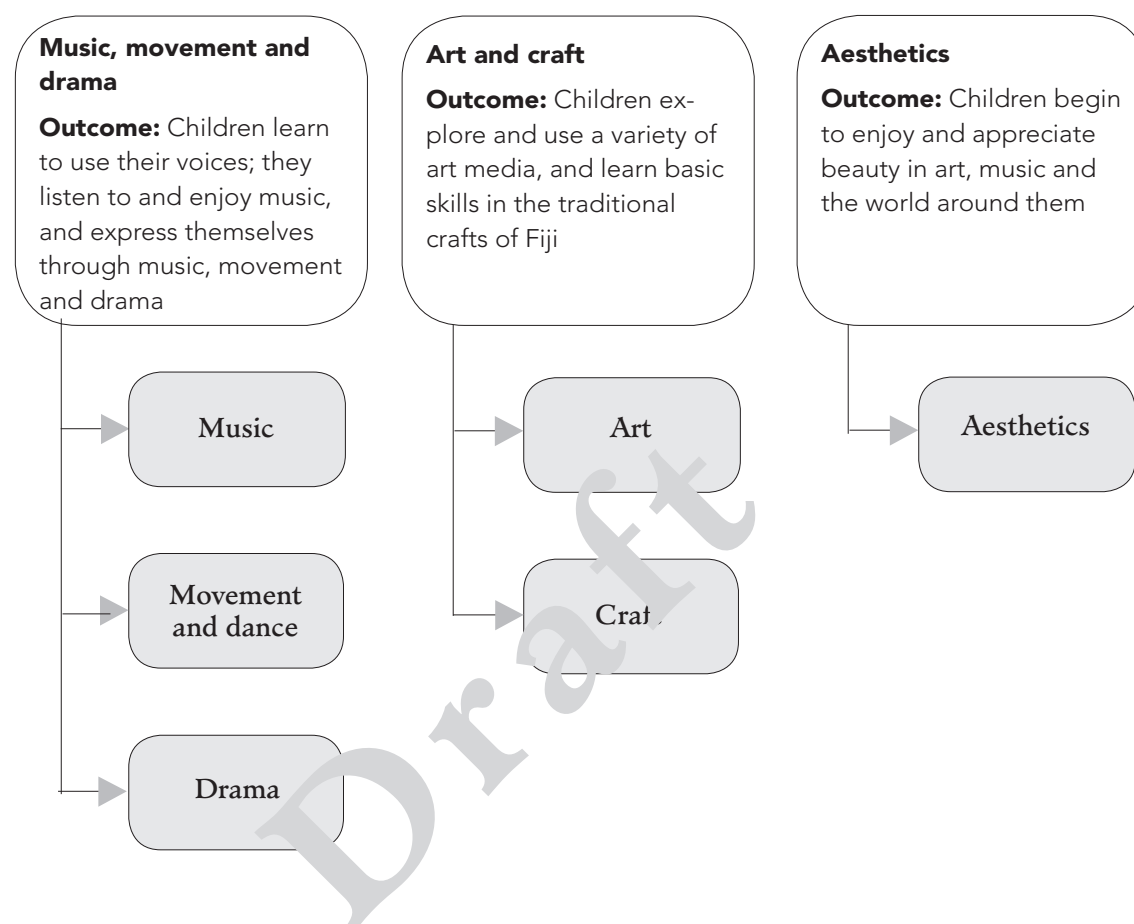 Music, movement and
drama
Outcome: Children learn
to use their voices; they
listen to and enjoy music,
and express themselves
through music, movement
and drama
Music
Movement
and dance
Drama
Art and craft
Outcome: Children ex-
plore and use a variety of
art media, and learn basic
skills in the traditional
crafts of Fiji
Art
Craft
Aesthetics
Outcome: Children begin
to enjoy and appreciate
beauty in art, music and
the world around them
Aesthetics
Draft